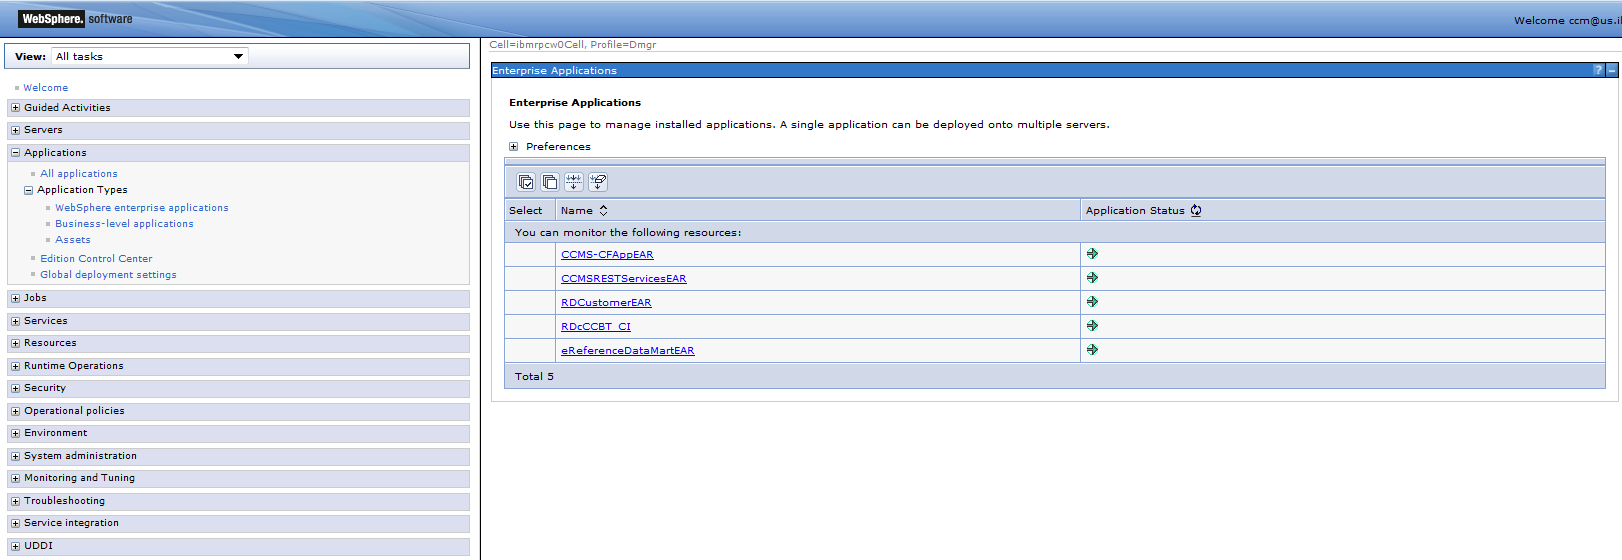 WebSphere. software
Welcome ccm@us.i
View: All tasks
Welcome
Guided Activities
Servers
Applications
All applications
Application Types
WebSphere enterprise applications
Business-level applications
Assets
Edition Control Center
Global deployment settings
Jobs
Services
Resources
Runtime Operations
Security
Operational policies
Environment
System administration
Monitoring and Tuning
Troubleshooting
Service integration
UDDI
Cell=ibmrpcw0Cell, Profile=Dmgr
Enterprise Applications ? –
Enterprise Applications
Use this page to manage installed applications. A single application can be deployed onto multiple servers.
Preferences
Select Name Application Status
You can monitor the following resources:
CCMS-CFAppEAR
CCMSRESTServicesEAR
RDCustomerEAR
RDcCCBT_CI
eReferenceDataMartEAR
Total 5